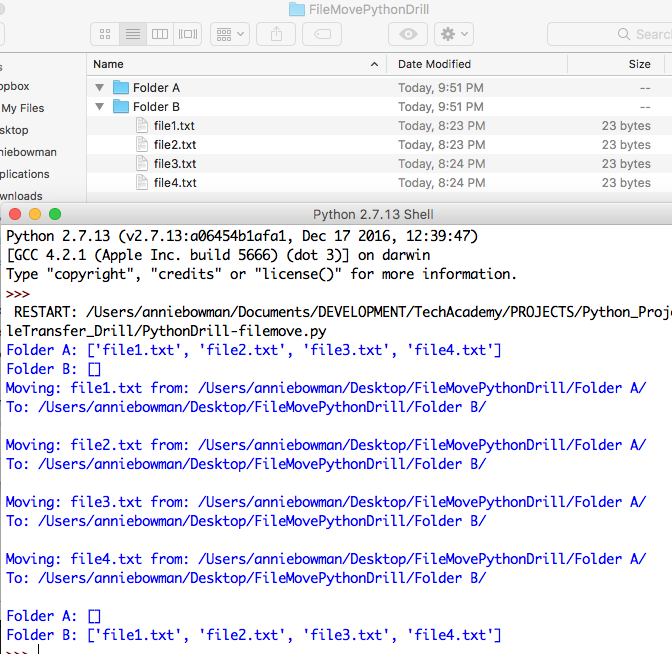 FileMovePythonDrill
Search
Name Date Modified Size
Folder A Today, 9:51 PM --
Folder B Today, 9:51 PM --
file1.txt Today, 8:23 PM 23 bytes
file2.txt Today, 8:23 PM 23 bytes
file3.txt Today, 8:24 PM 23 bytes
file4.txt Today, 8:24 PM 23 bytes
s
opbox
My Files
sktop
niebowman
plications
wnloads
Python 2.7.13 Shell
Python 2.7.13 (v2.7.13:a06454b1afa1, Dec 17 2016, 12:39:47)
[GCC 4.2.1 (Apple Inc. build 5666) (dot 3)] on darwin
Type "copyright", "credits" or "license()" for more information.
>>>
RESTART: /Users/anniebowman/Documents/DEVELOPMENT/TechAcademy/PROJECTS/Python_Proje
leTransfer_Drill/PythonDrill-filemove.py
Folder A: ['file1.txt', 'file2.txt', 'file3.txt', 'file4.txt']
Folder B: []
Moving: file1.txt from: /Users/anniebowman/Desktop/FileMovePythonDrill/Folder A/
To: /Users/anniebowman/Desktop/FileMovePythonDrill/Folder B/
Moving: file2.txt from: /Users/anniebowman/Desktop/FileMovePythonDrill/Folder A/
To: /Users/anniebowman/Desktop/FileMovePythonDrill/Folder B/
Moving: file3.txt from: /Users/anniebowman/Desktop/FileMovePythonDrill/Folder A/
To: /Users/anniebowman/Desktop/FileMovePythonDrill/Folder B/
Moving: file4.txt from: /Users/anniebowman/Desktop/FileMovePythonDrill/Folder A/
To: /Users/anniebowman/Desktop/FileMovePythonDrill/Folder B/
Folder A: []
Folder B: ['file1.txt', 'file2.txt', 'file3.txt', 'file4.txt']
>>>